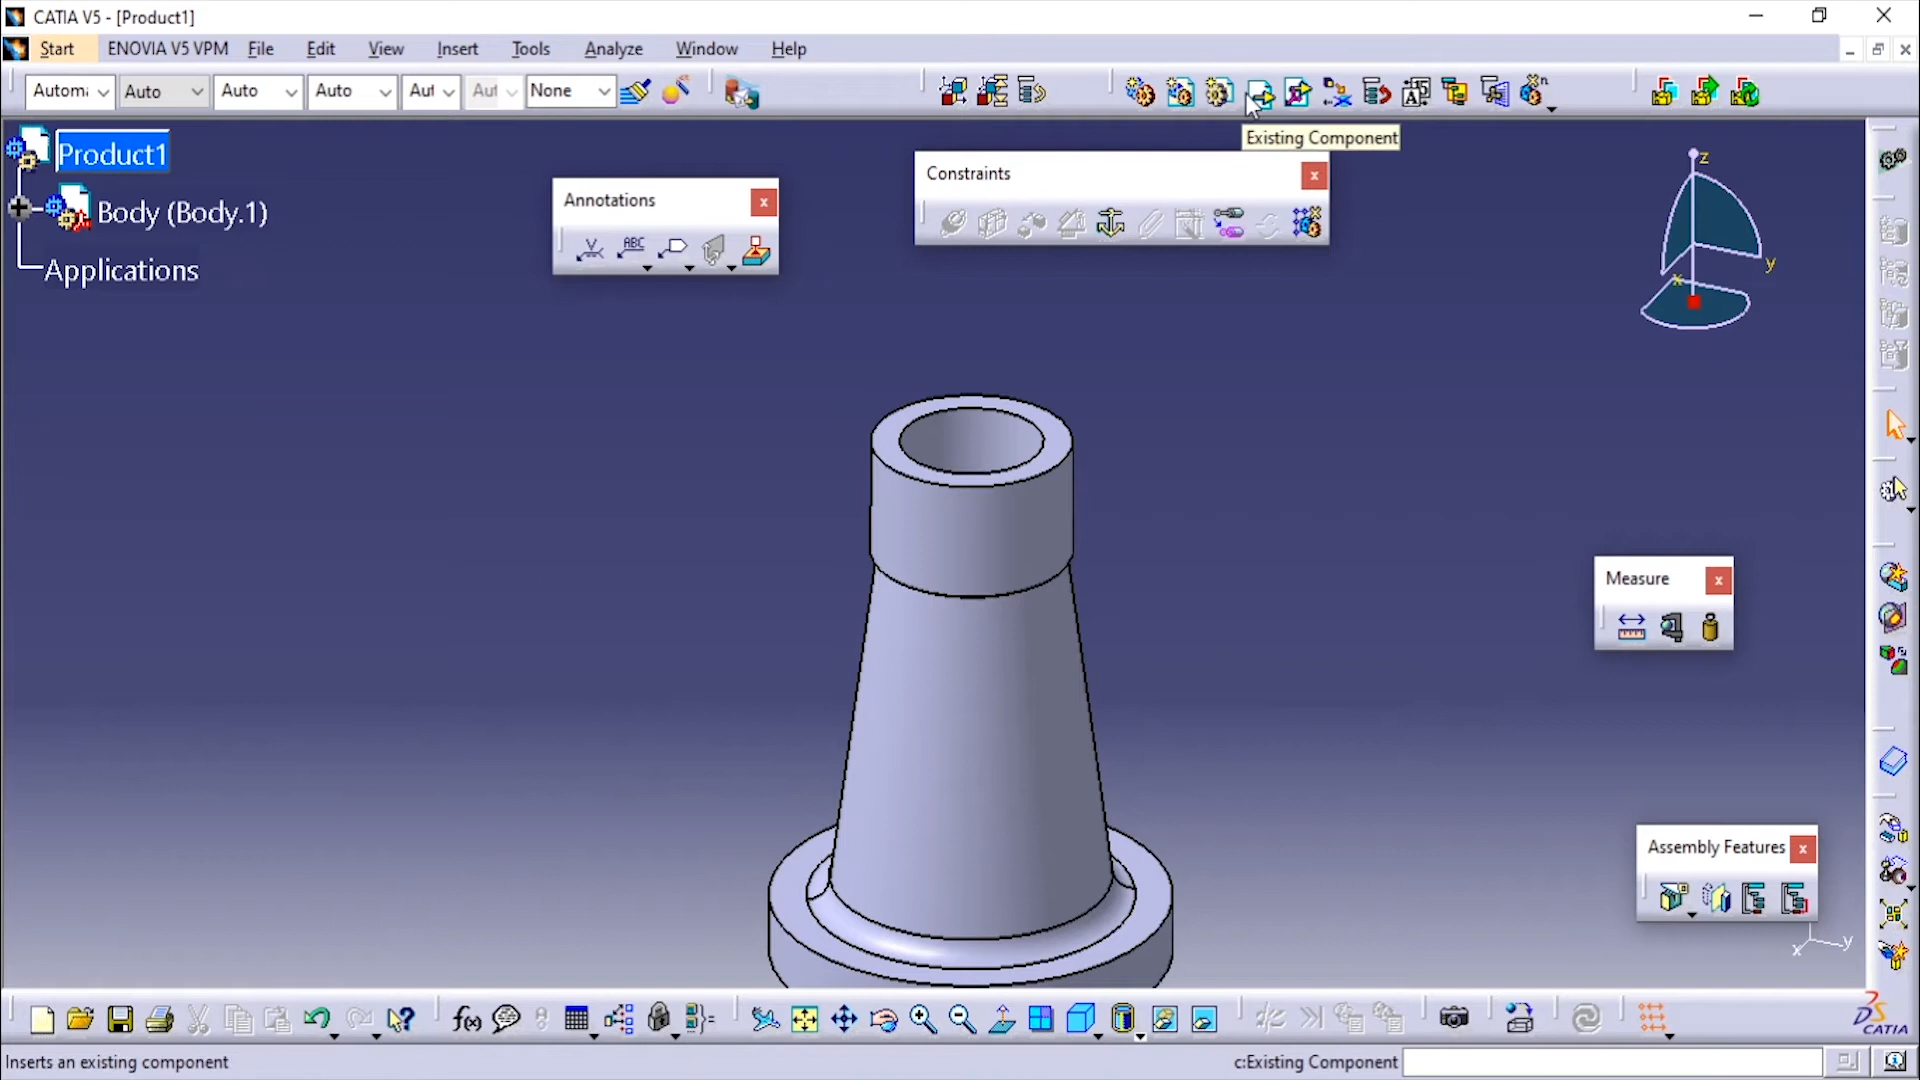 CATIA V5 - [Product1]
Start ENOVIA V5 VPM File Edit View Insert Tools Analyze Window Help
Auto Auto Auto None
Existing Component
Product1
Body (Body.1)
Applications
Annotations
ABC
Constraints
z
y
x
Measure
Assembly Features
x y
f(x)
CATIA
Inserts an existing component
c:Existing Component